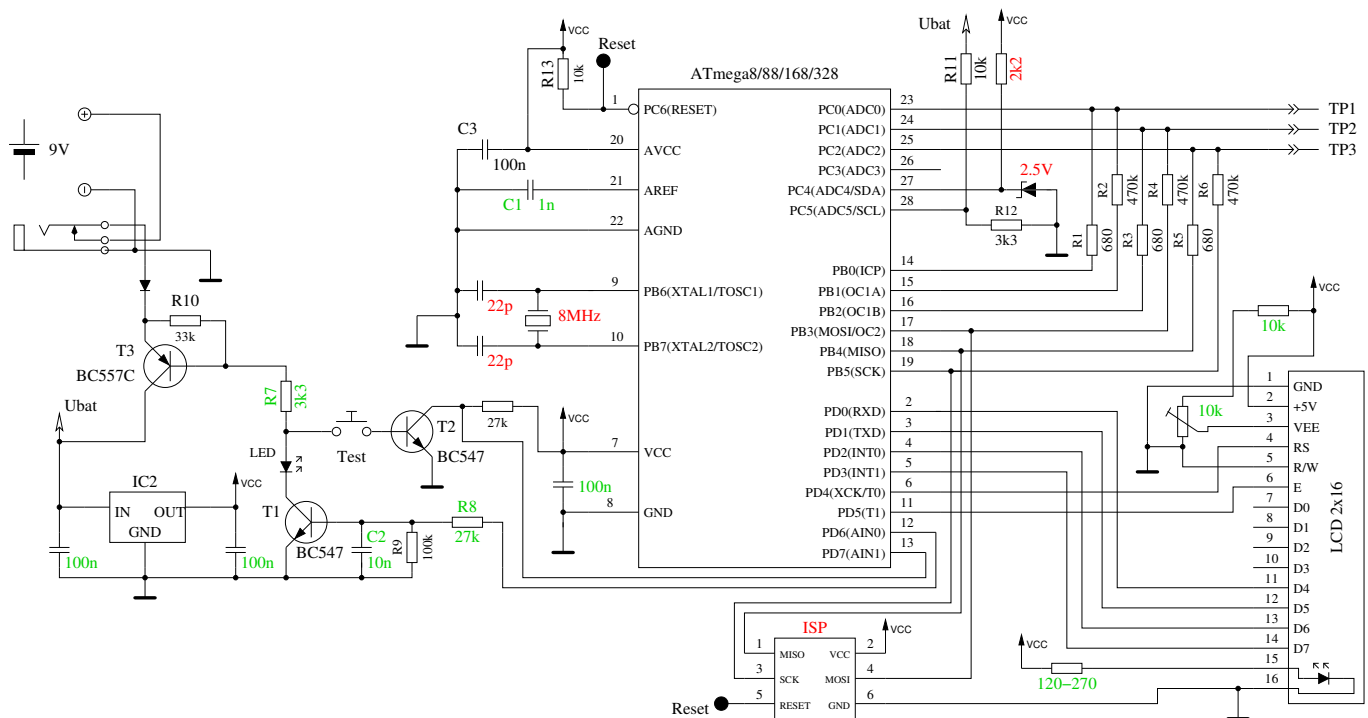 VCC
Reset
R13
10k
ATmega8/88/168/328
Ubat
VCC
R11
10k
2k2
1
PC6(RESET)
PC0(ADC0)
23
TP1
PC1(ADC1)
24
TP2
PC2(ADC2)
25
TP3
PC3(ADC3)
26
PC4(ADC4/SDA)
27
2.5V
PC5(ADC5/SCL)
28
R12
3k3
C3
100n
20
AVCC
21
AREF
C1
1n
22
AGND
9V
R2
470k
R4
470k
R6
470k
R1
680
R3
680
R5
680
9
PB6(XTAL1/TOSC1)
22p
8MHz
10
PB7(XTAL2/TOSC2)
22p
PB0(ICP)
14
PB1(OC1A)
15
PB2(OC1B)
16
PB3(MOSI/OC2)
17
PB4(MISO)
18
PB5(SCK)
19
R10
33k
T3
BC557C
R7
3k3
Ubat
LED
Test
T2
BC547
27k
VCC
7
VCC
100n
8
GND
PD0(RXD)
2
PD1(TXD)
3
PD2(INT0)
4
PD3(INT1)
5
PD4(XCK/T0)
6
PD5(T1)
11
PD6(AIN0)
12
PD7(AIN1)
13
IC2
IN
OUT
GND
VCC
100n
100n
T1
BC547
C2
10n
R9
100k
R8
27k
VCC
10k
10k
1
GND
2
+5V
3
VEE
4
RS
5
R/W
6
E
7
D0
8
D1
9
D2
10
D3
11
D4
12
D5
13
D6
14
D7
15
16
LCD 2x16
VCC
120−270
ISP
1
MISO
VCC
2
VCC
3
SCK
MOSI
4
5
RESET
GND
6
Reset